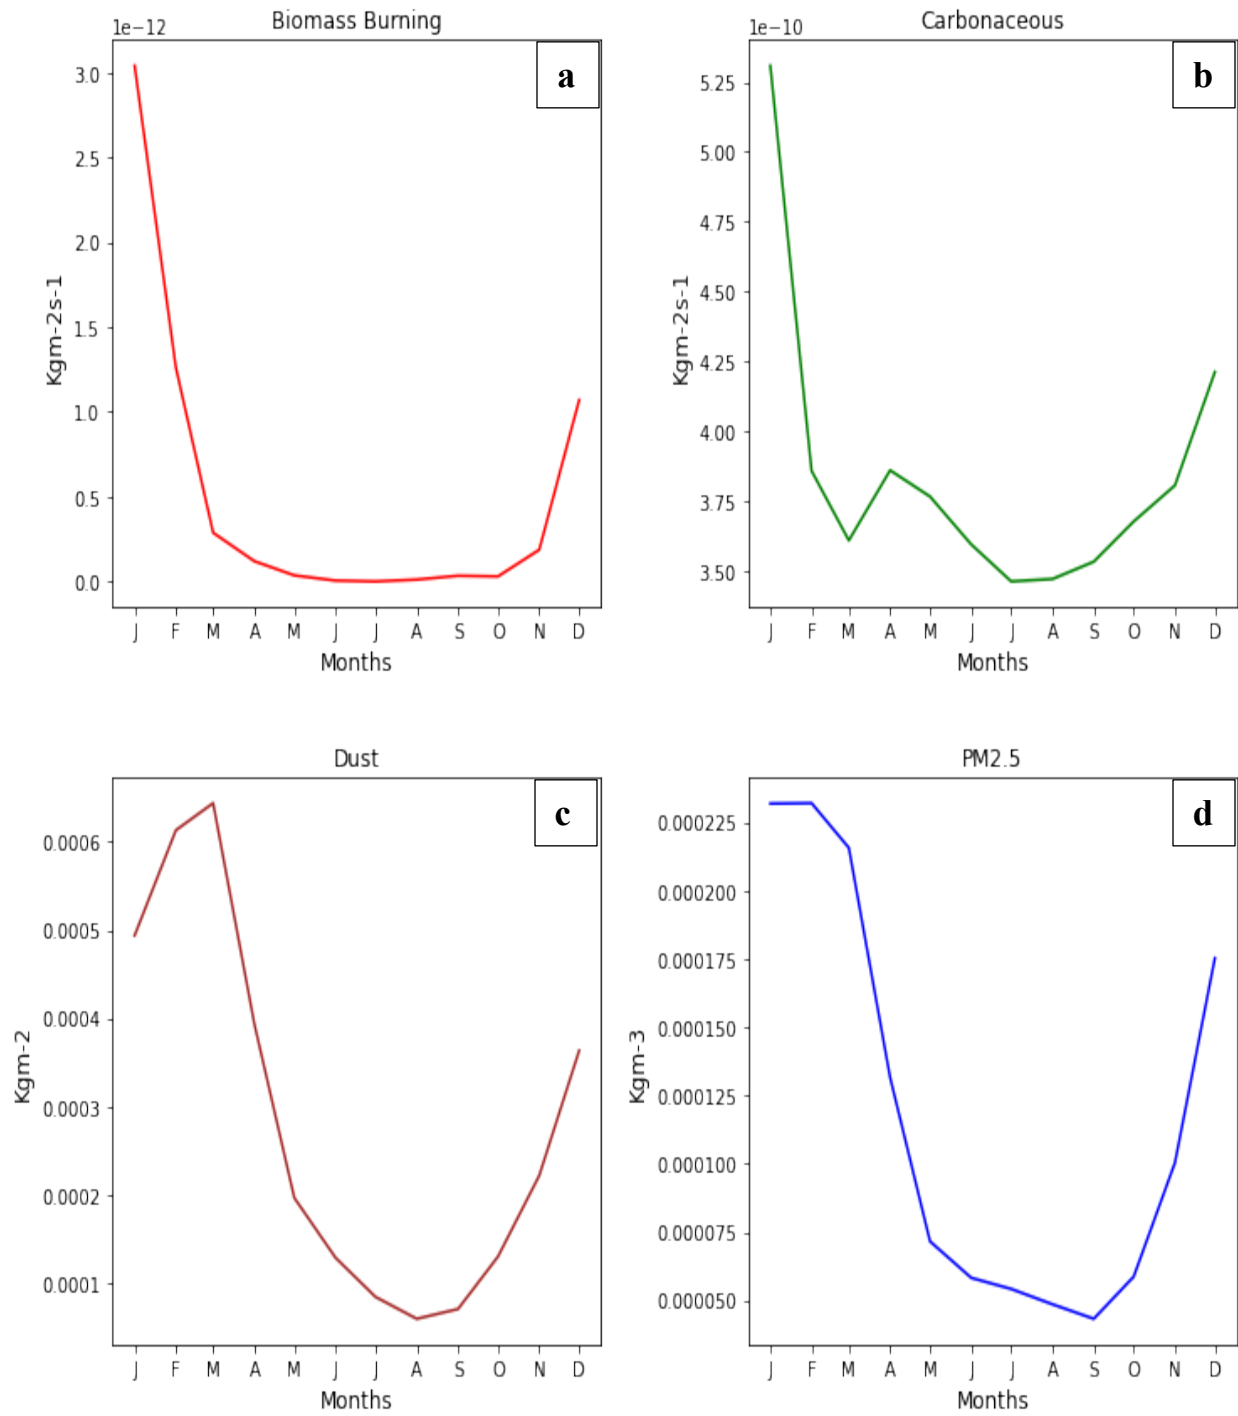 Biomass Burning
1e−12
a
3.0
2.5
2.0
1.5
1.0
0.5
0.0
Kgm-2s-1
J F M A M J J A S O N D
Months
Carbonaceous
1e−10
b
5.25
5.00
4.75
4.50
4.25
4.00
3.75
3.50
Kgm-2s-1
J F M A M J J A S O N D
Months
Dust
c
0.0006
0.0005
0.0004
0.0003
0.0002
0.0001
Kgm-2
J F M A M J J A S O N D
Months
PM2.5
d
0.000225
0.000200
0.000175
0.000150
0.000125
0.000100
0.000075
0.000050
Kgm-3
J F M A M J J A S O N D
Months